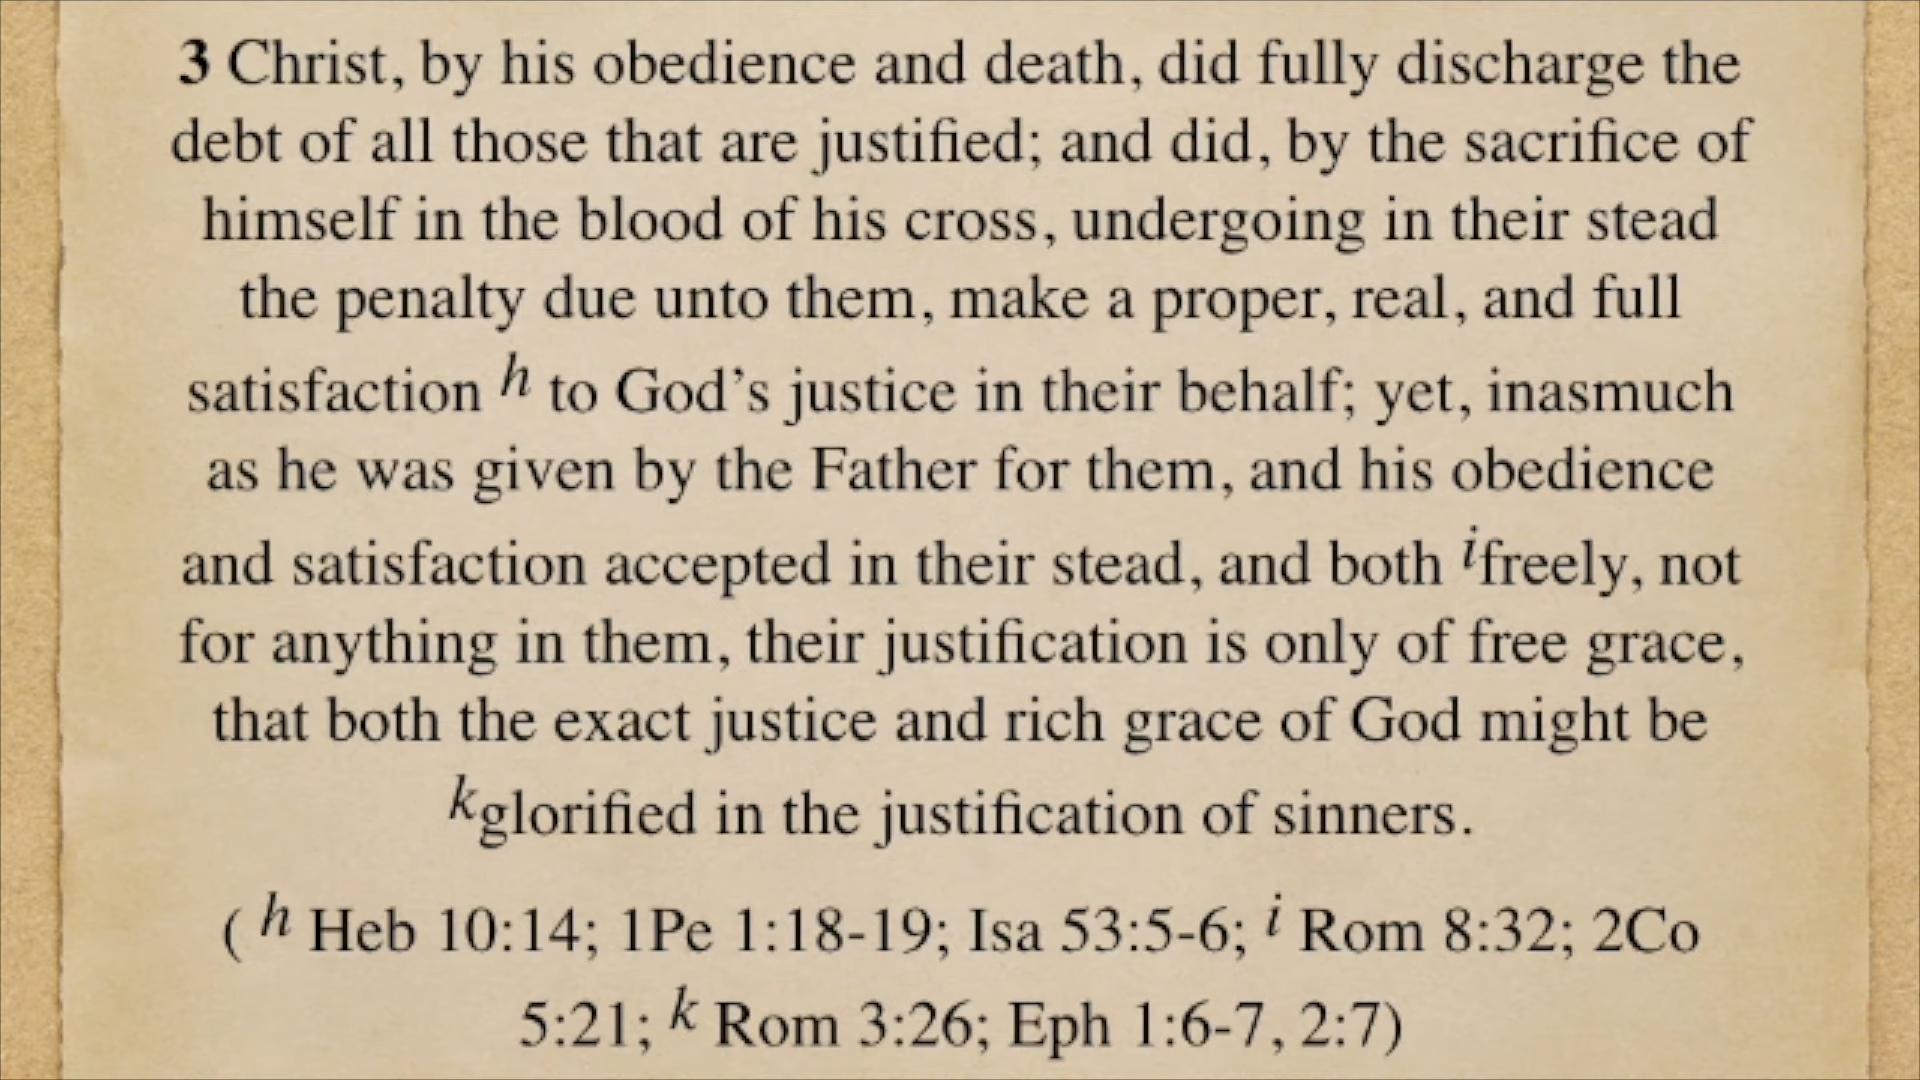 3 Christ, by his obedience and death, did fully discharge the
debt of all those that are justified; and did, by the sacrifice of
himself in the blood of his cross, undergoing in their stead
the penalty due unto them, make a proper, real, and full
satisfaction h to God’s justice in their behalf; yet, inasmuch
as he was given by the Father for them, and his obedience
and satisfaction accepted in their stead, and both ifreely, not
for anything in them, their justification is only of free grace,
that both the exact justice and rich grace of God might be
kglorified in the justification of sinners.
( h Heb 10:14; 1Pe 1:18-19; Isa 53:5-6; i Rom 8:32; 2Co
5:21; k Rom 3:26; Eph 1:6-7, 2:7)